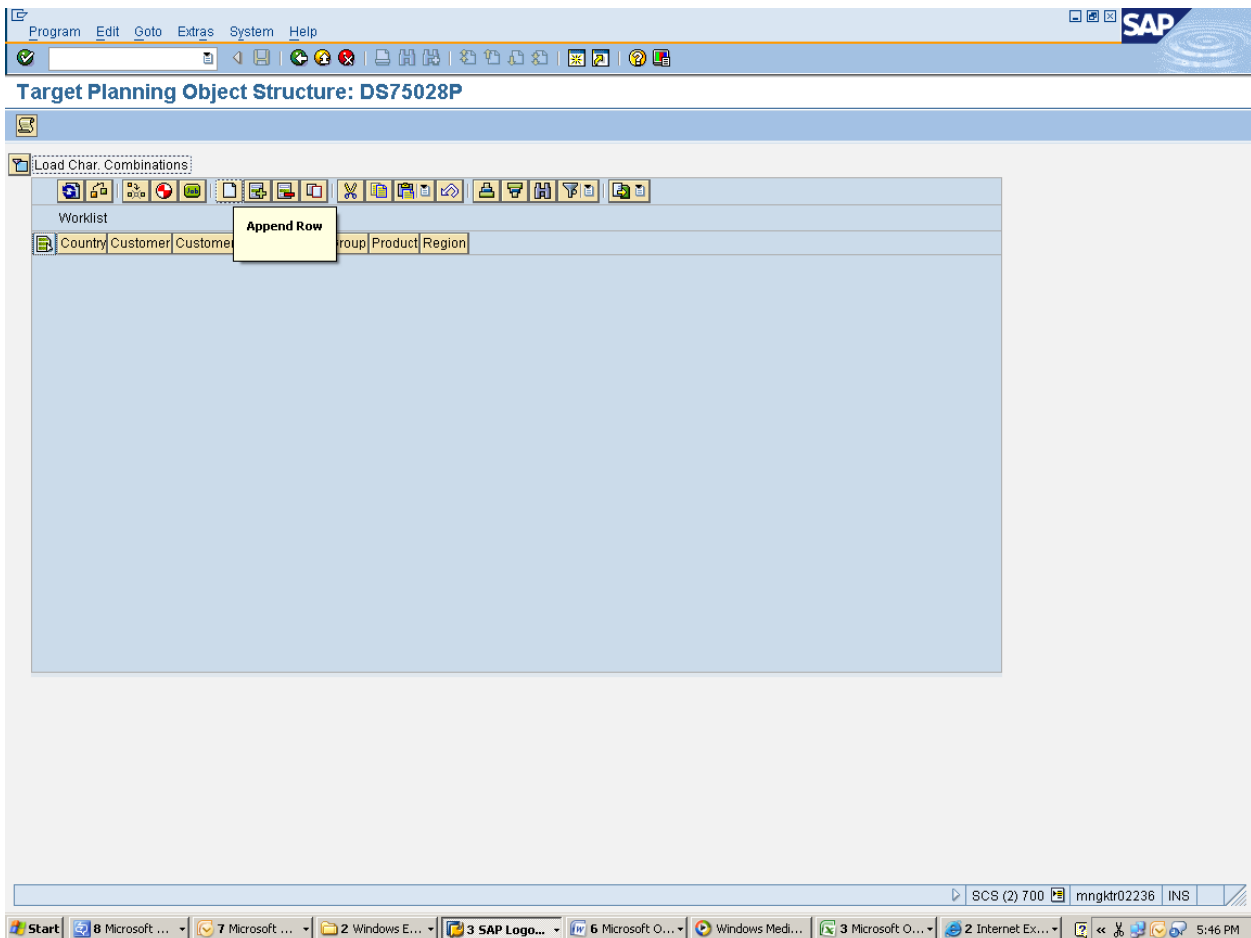 Program Edit Goto Extras System Help
SAP
Target Planning Object Structure: DS75028P
Load Char. Combinations
Job
Worklist
Append Row
Country Customer Custome roup Product Region
SCS (2) 700 mngktr02236 INS
Start 8 Microsoft ... 7 Microsoft ... 2 Windows E... 3 SAP Logo... 6 Microsoft O... Windows Medi... 3 Microsoft O... 2 Internet Ex... « 5:46 PM